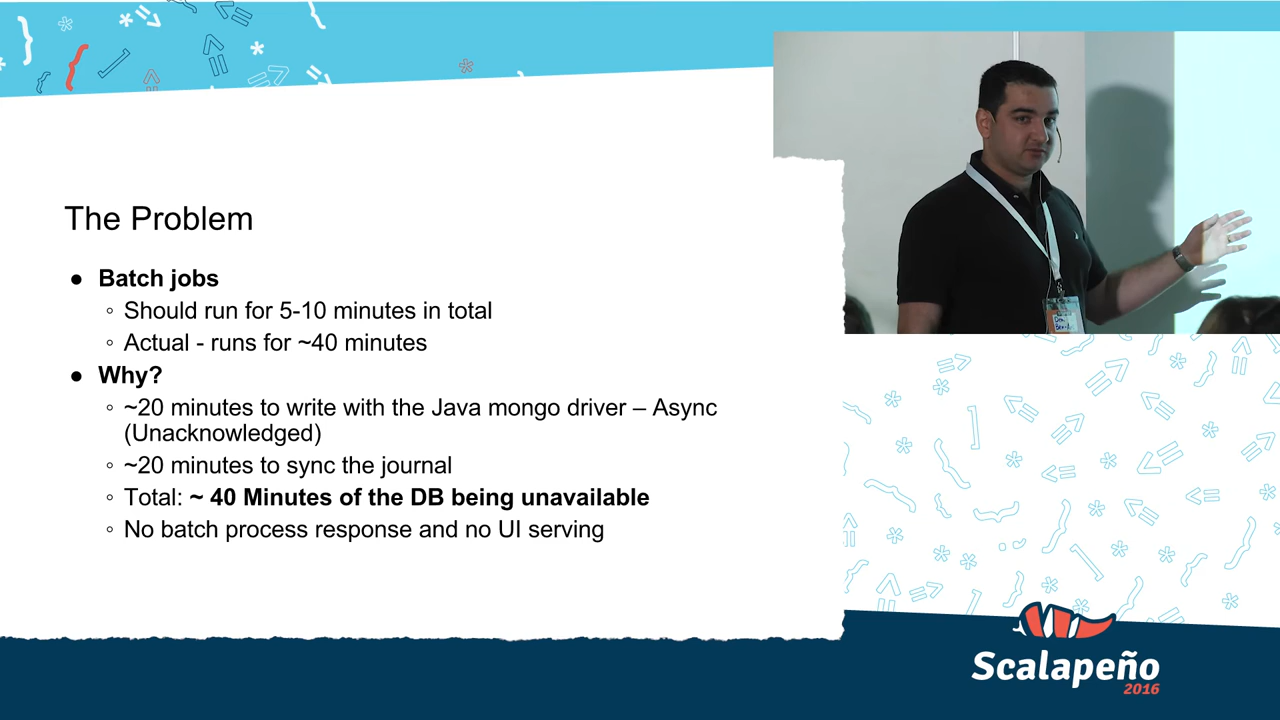 The Problem
● Batch jobs
◦ Should run for 5-10 minutes in total
◦ Actual - runs for ~40 minutes
● Why?
◦ ~20 minutes to write with the Java mongo driver – Async
(Unacknowledged)
◦ ~20 minutes to sync the journal
◦ Total: ~ 40 Minutes of the DB being unavailable
◦ No batch process response and no UI serving
Scalapeño
2016